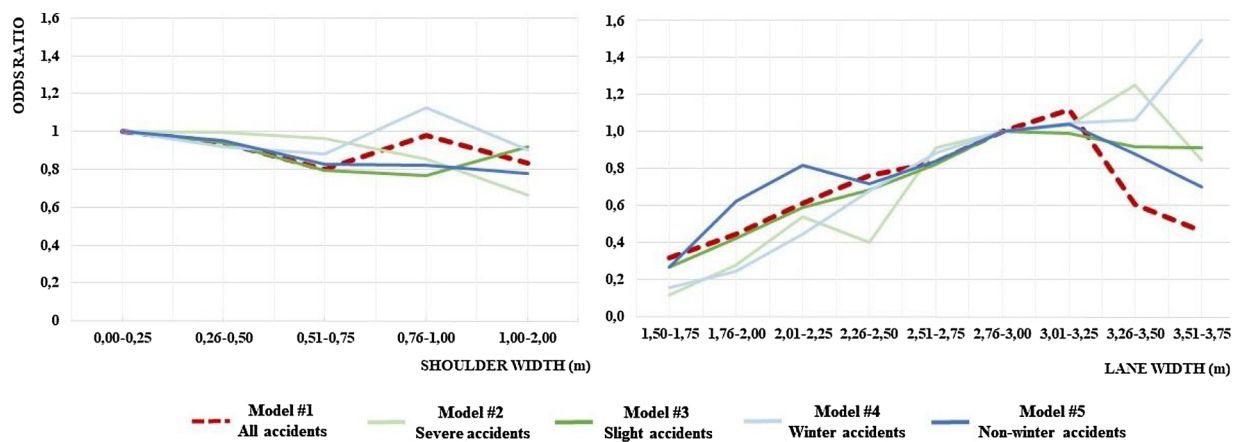 ODDS RATIO
1,6
1,4
1,2
1
0,8
0,6
0,4
0,2
0
0,00-0,25 0,26-0,50 0,51-0,75 0,76-1,00 1,00-2,00
SHOULDER WIDTH (m)
1,6
1,4
1,2
1,0
0,8
0,6
0,4
0,2
0,0
1,50-1,75 1,76-2,00 2,01-2,25 2,26-2,50 2,51-2,75 2,76-3,00 3,01-3,25 3,26-3,50 3,51-3,75
LANE WIDTH (m)
Model #1
All accidents
Model #2
Severe accidents
Model #3
Slight accidents
Model #4
Winter accidents
Model #5
Non-winter accidents